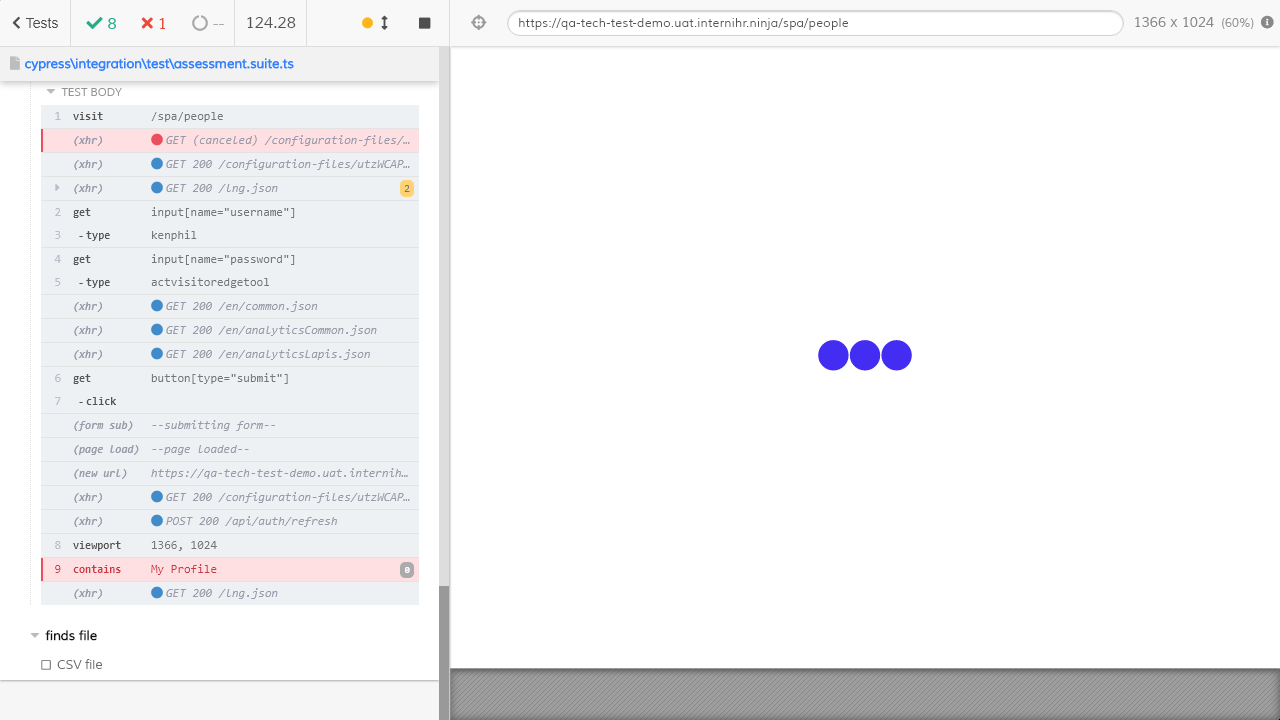 Tests
8
1
--
124.28
https://qa-tech-test-demo.uat.internihr.ninja/spa/people
1366 x 1024 (60%)
cypress\integration\test\assessment.suite.ts
TEST BODY
1 visit /spa/people
(xhr) GET (canceled) /configuration-files/…
(xhr) GET 200 /configuration-files/utzWCAP…
(xhr) GET 200 /lng.json 2
2 get input[name="username"]
3 -type kenphil
4 get input[name="password"]
5 -type actvisitoredgetool
(xhr) GET 200 /en/common.json
(xhr) GET 200 /en/analyticsCommon.json
(xhr) GET 200 /en/analyticsLapis.json
6 get button[type="submit"]
7 -click
(form sub) --submitting form--
(page load) --page loaded--
(new url) https://qa-tech-test-demo.uat.internih…
(xhr) GET 200 /configuration-files/utzWCAP…
(xhr) POST 200 /api/auth/refresh
8 viewport 1366, 1024
9 contains My Profile 0
(xhr) GET 200 /lng.json
finds file
CSV file